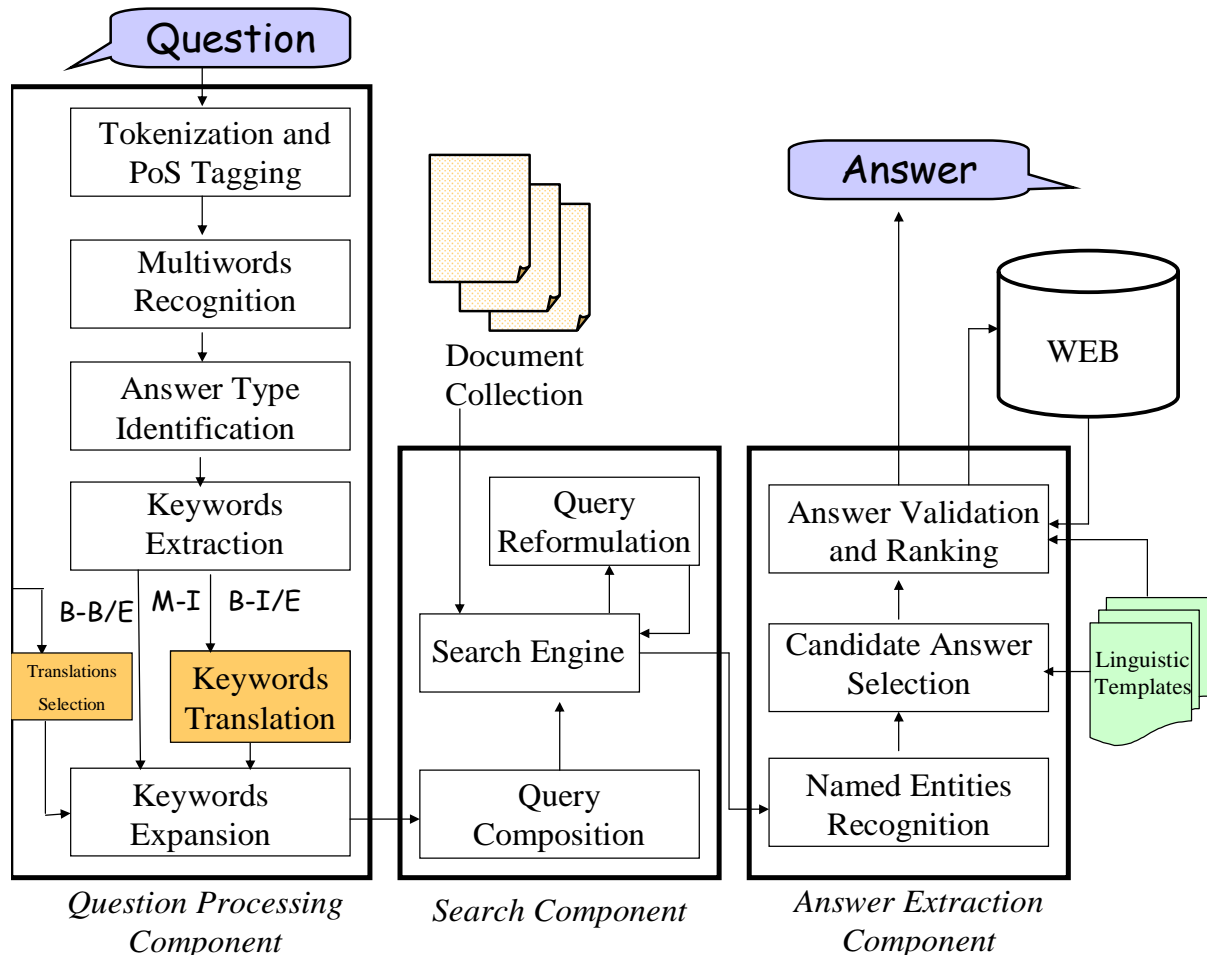 Question
Tokenization and
PoS Tagging
Multiwords
Recognition
Answer Type
Identification
Keywords
Extraction
B-B/E
M-I
B-I/E
Translations
Selection
Keywords
Translation
Keywords
Expansion
Question Processing
Component
Document
Collection
Query
Reformulation
Search Engine
Query
Composition
Search Component
Answer
WEB
Answer Validation
and Ranking
Candidate Answer
Selection
Linguistic
Templates
Named Entities
Recognition
Answer Extraction
Component